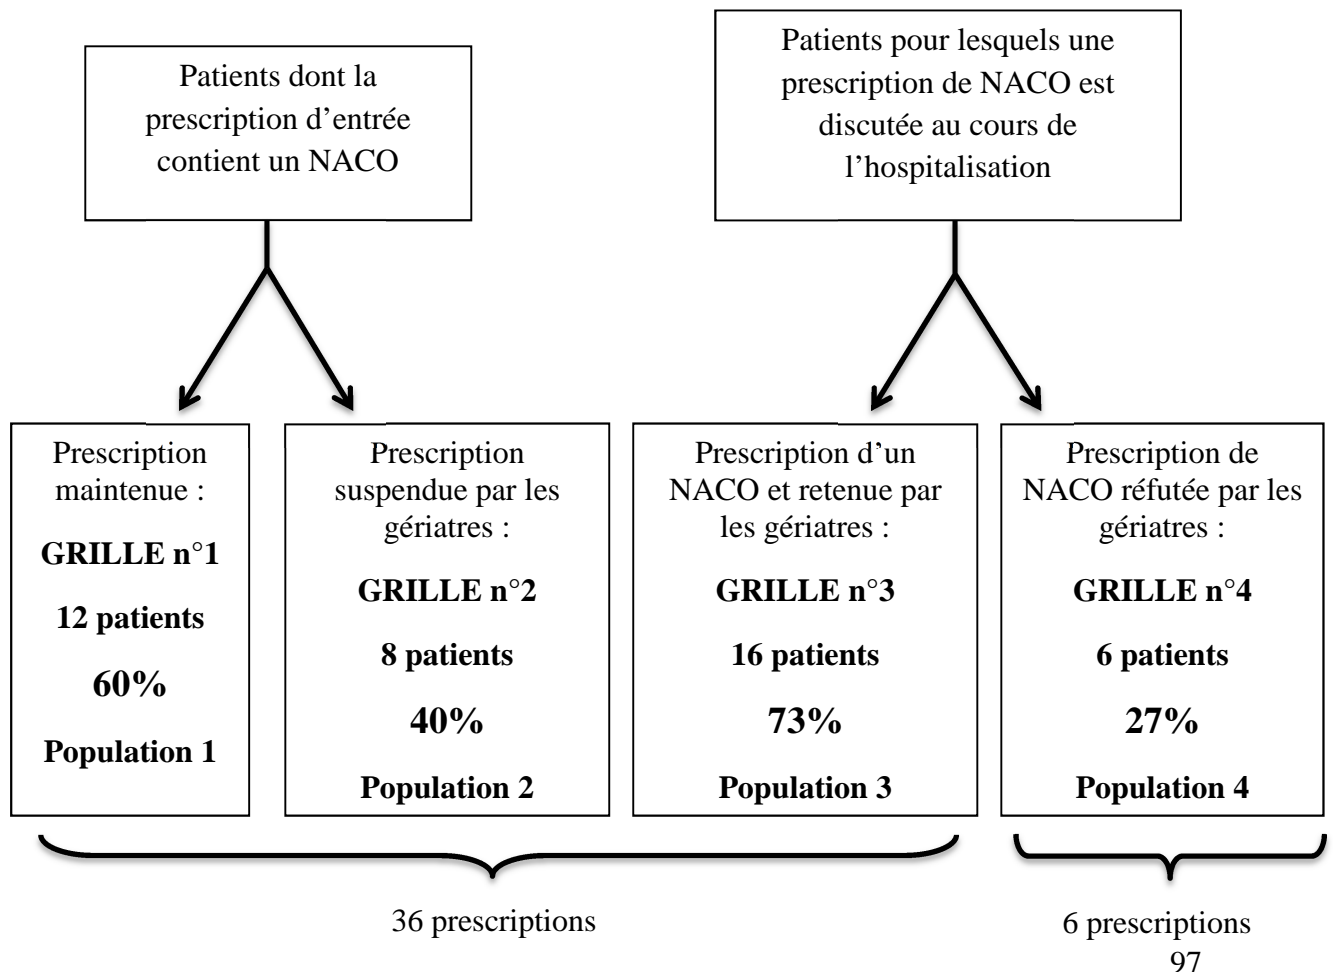 Patients dont la
prescription d’entrée
contient un NACO
Patients pour lesquels une
prescription de NACO est
discutée au cours de
l’hospitalisation
Prescription
maintenue :
GRILLE n°1
12 patients
60%
Population 1
Prescription
suspendue par les
gériatres :
GRILLE n°2
8 patients
40%
Population 2
Prescription d’un
NACO et retenue par
les gériatres :
GRILLE n°3
16 patients
73%
Population 3
Prescription de
NACO réfutée par les
gériatres :
GRILLE n°4
6 patients
27%
Population 4
36 prescriptions
6 prescriptions
97